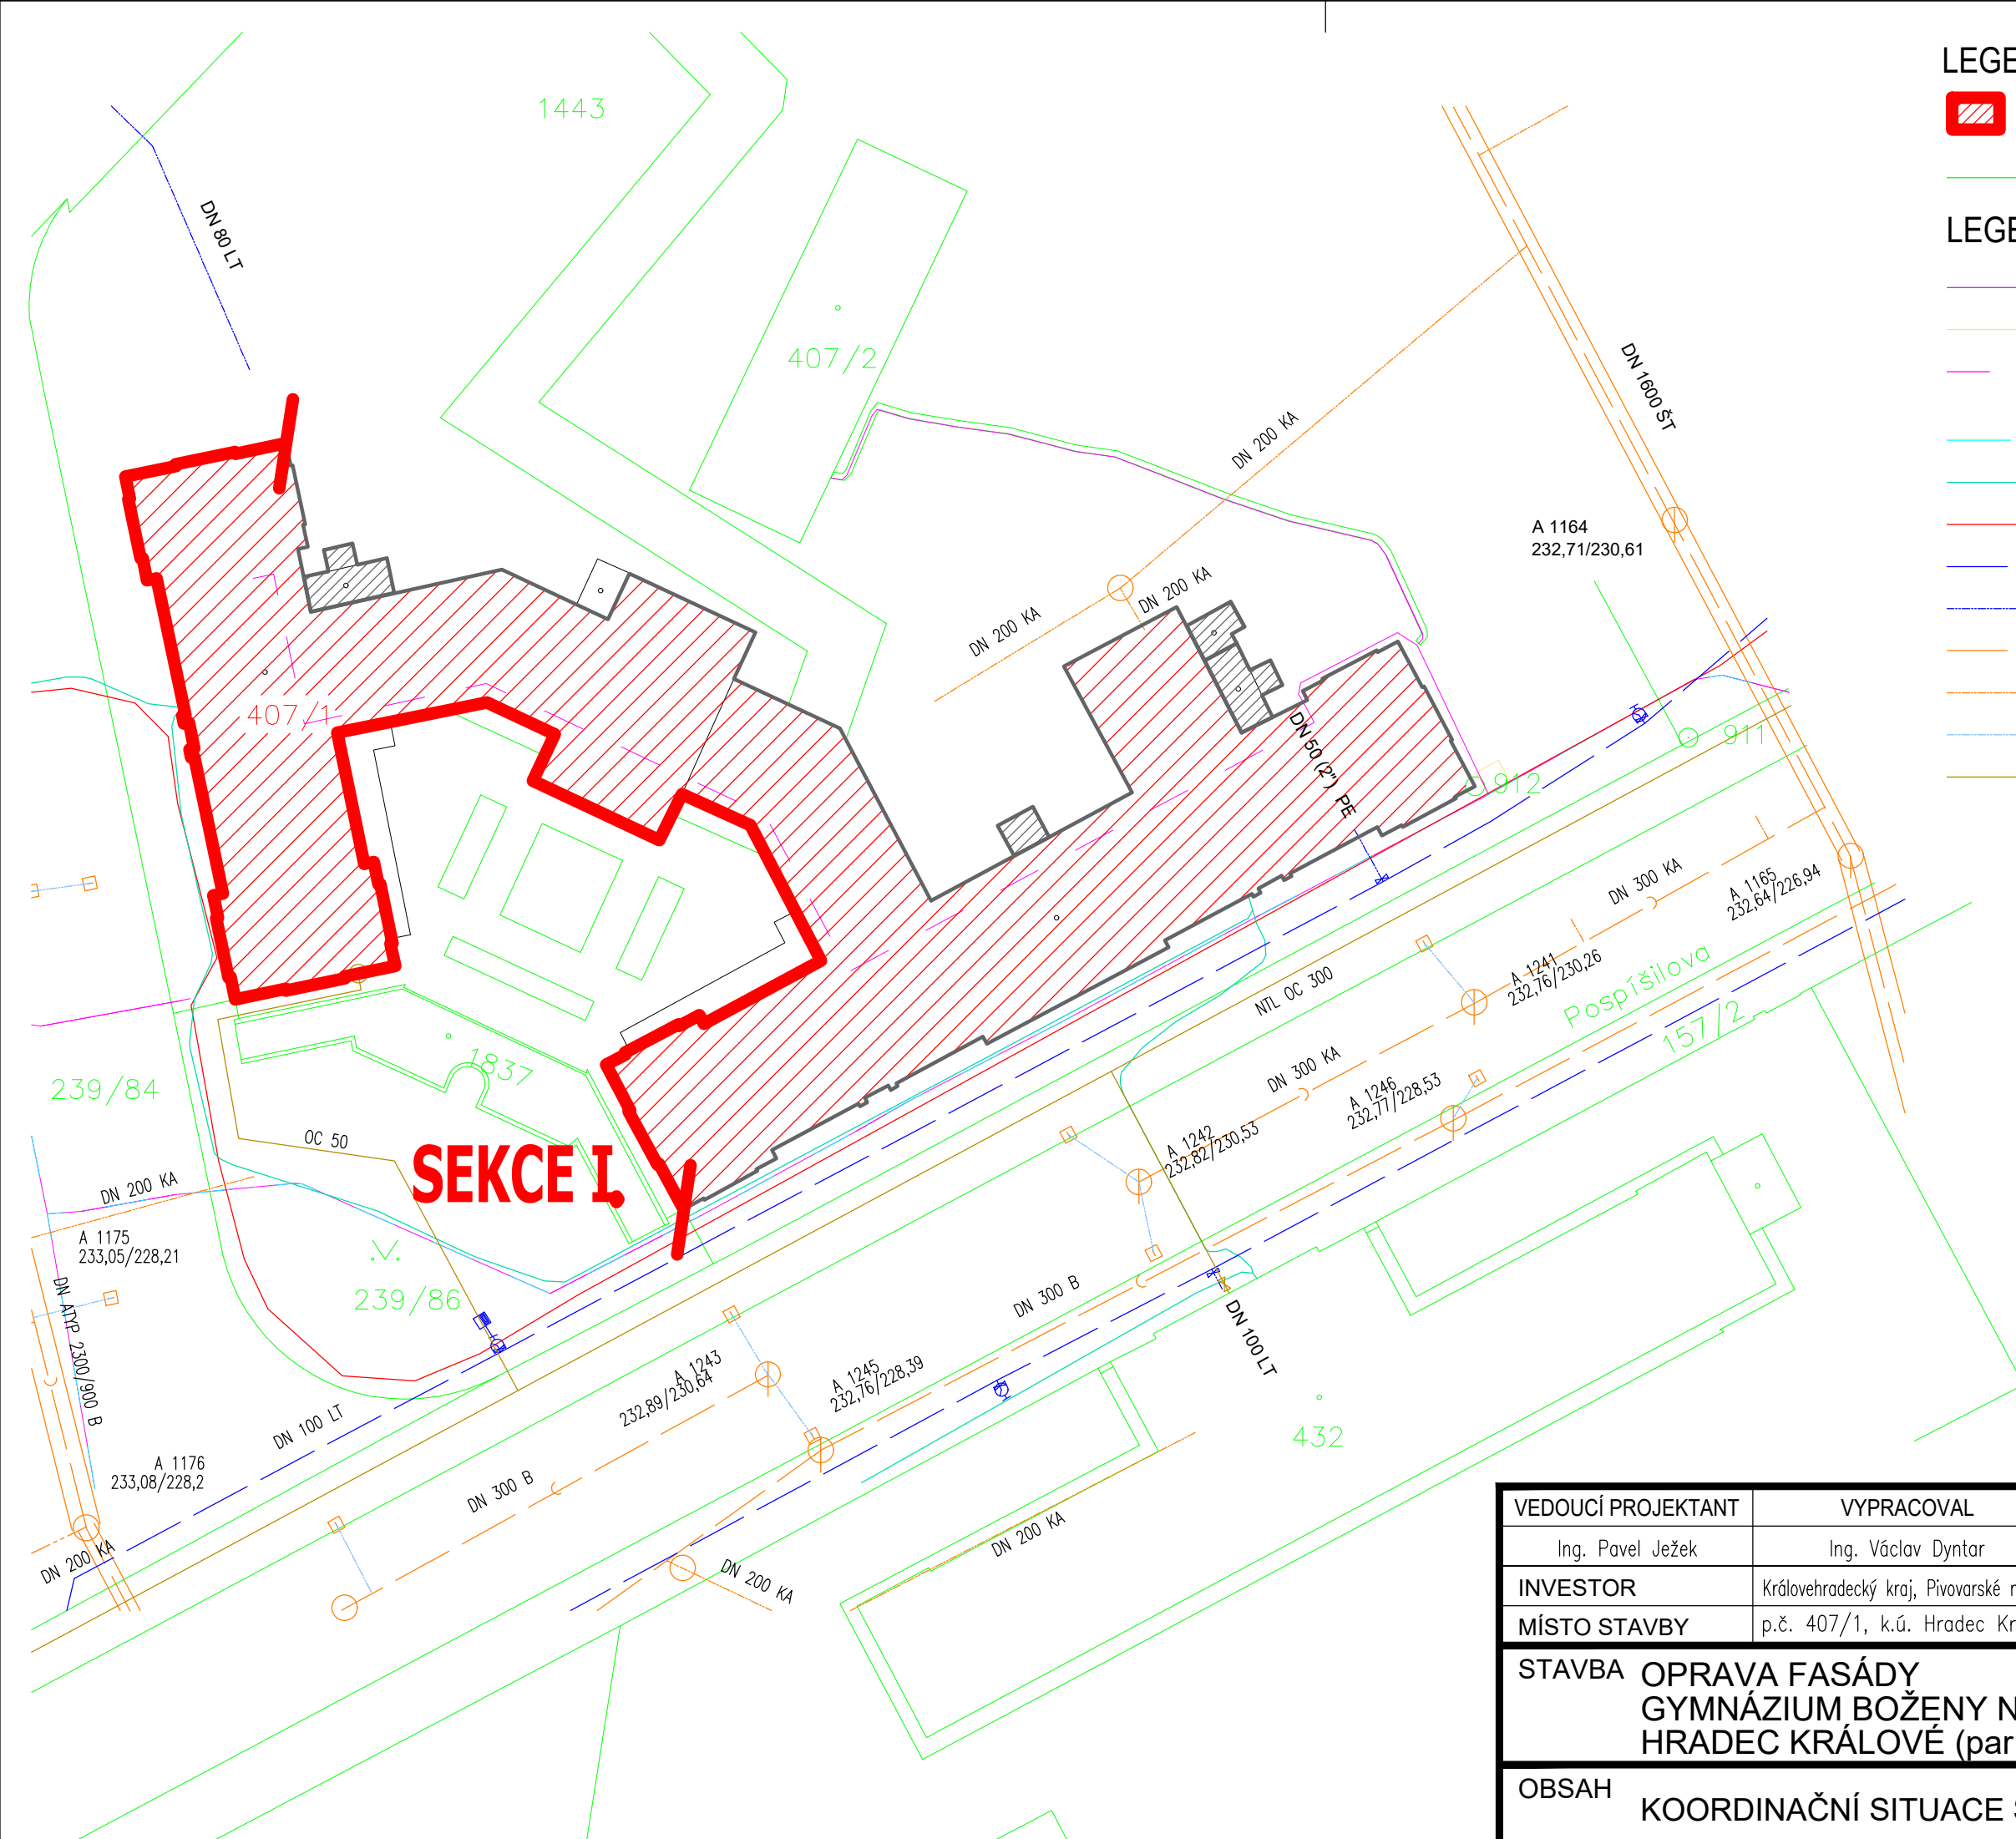 LEGE
1443
DN 80 LT
407/2
LEGE
DN 1600 ŠT
DN 200 KA
A 1164
232,71/230,61
DN 200 KA
DN 200 KA
407/1
DN 50 (2") PE
911
912
DN 300 KA
A 1165
232,64/226,94
A 1241
232,76/230,26
Pospíšilova
157/2
NTL OC 300
1837
239/84
DN 300 KA
A 1246
232,77/228,53
OC 50
A 1242
232,82/230,53
SEKCE I.
DN 200 KA
A 1175
233,05/228,21
239/86
DN ATYP 2300/900 B
DN 300 B
DN 100 LT
A 1243
232,89/230,64
A 1245
232,76/228,39
DN 100 LT
432
A 1176
233,08/228,2
DN 300 B
DN 200 KA
DN 200 KA
DN 200 KA
VEDOUCÍ PROJEKTANT
VYPRACOVAL
Ing. Pavel Ježek
Ing. Václav Dyntar
INVESTOR
Královehradecký kraj, Pivovarské
MÍSTO STAVBY
p.č. 407/1, k.ú. Hradec Kr
STAVBA
OPRAVA FASÁDY
GYMNÁZIUM BOŽENY N
HRADEC KRÁLOVÉ (par
OBSAH
KOORDINAČNÍ SITUACE